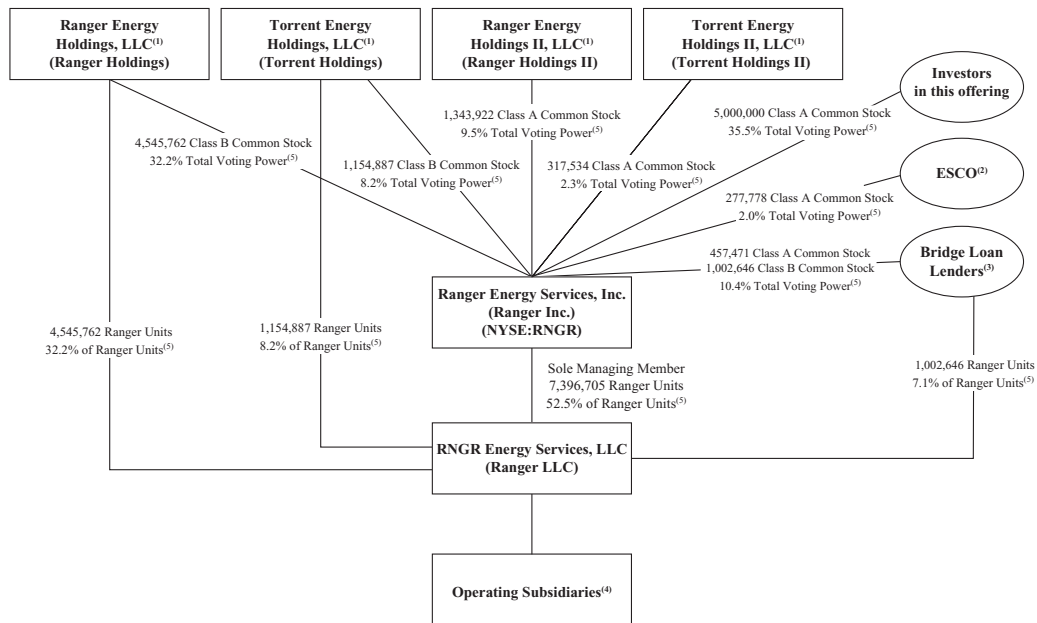 Ranger Energy
Holdings, LLC(1)
(Ranger Holdings)
Torrent Energy
Holdings, LLC(1)
(Torrent Holdings)
Ranger Energy
Holdings II, LLC(1)
(Ranger Holdings II)
Torrent Energy
Holdings II, LLC(1)
(Torrent Holdings II)
Investors
in this offering
4,545,762 Class B Common Stock
32.2% Total Voting Power(5)
1,154,887 Class B Common Stock
8.2% Total Voting Power(5)
1,343,922 Class A Common Stock
9.5% Total Voting Power(5)
317,534 Class A Common Stock
2.3% Total Voting Power(5)
5,000,000 Class A Common Stock
35.5% Total Voting Power(5)
ESCO(2)
277,778 Class A Common Stock
2.0% Total Voting Power(5)
Bridge Loan
Lenders(3)
457,471 Class A Common Stock
1,002,646 Class B Common Stock
10.4% Total Voting Power(5)
Ranger Energy Services, Inc.
(Ranger Inc.)
(NYSE:RNGR)
4,545,762 Ranger Units
32.2% of Ranger Units(5)
1,154,887 Ranger Units
8.2% of Ranger Units(5)
Sole Managing Member
7,396,705 Ranger Units
52.5% of Ranger Units(5)
1,002,646 Ranger Units
7.1% of Ranger Units(5)
RNGR Energy Services, LLC
(Ranger LLC)
Operating Subsidiaries(4)